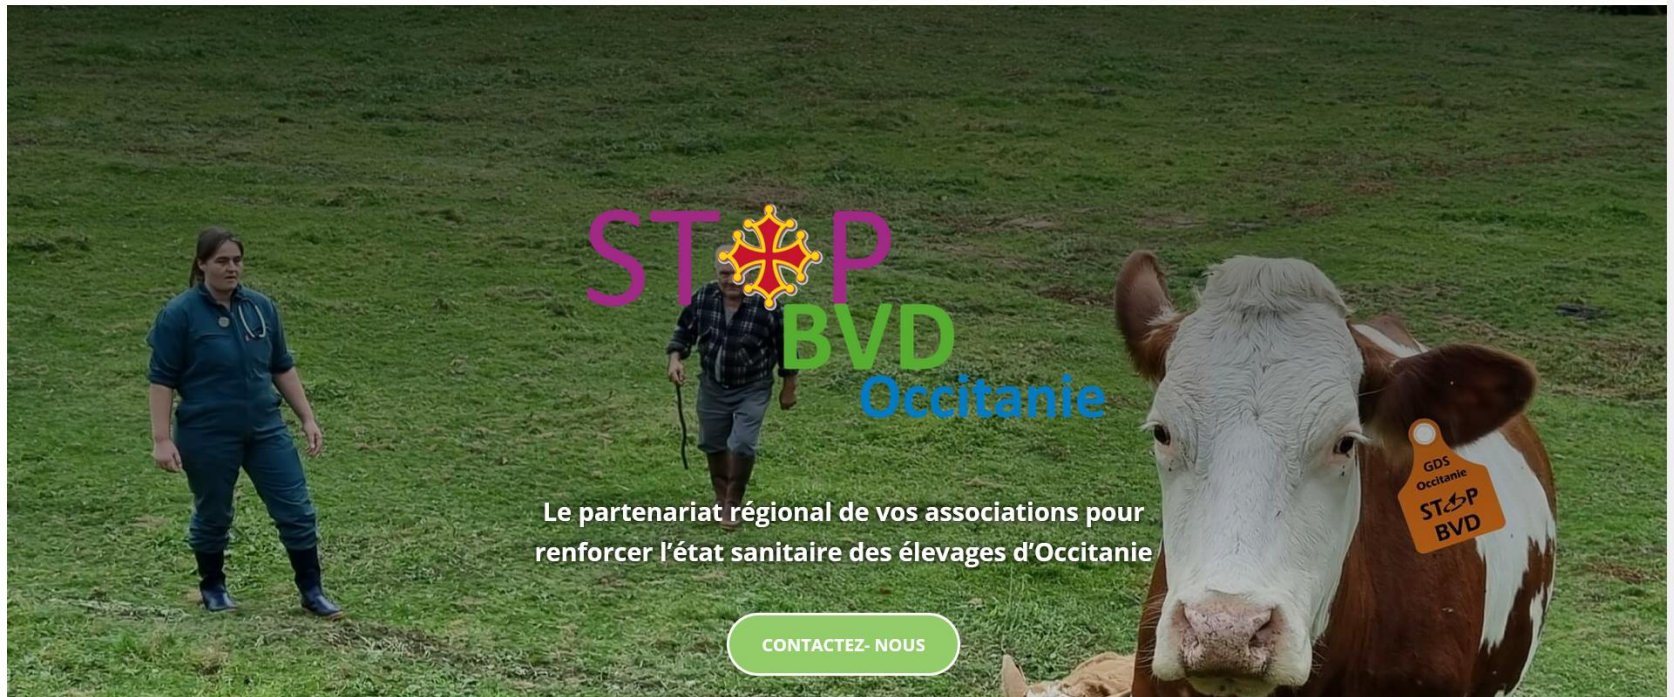 STOP
BVD
Occitanie
GDS
Occitanie
STOP
BVD
Le partenariat régional de vos associations pour
renforcer l’état sanitaire des élevages d’Occitanie
CONTACTEZ- NOUS